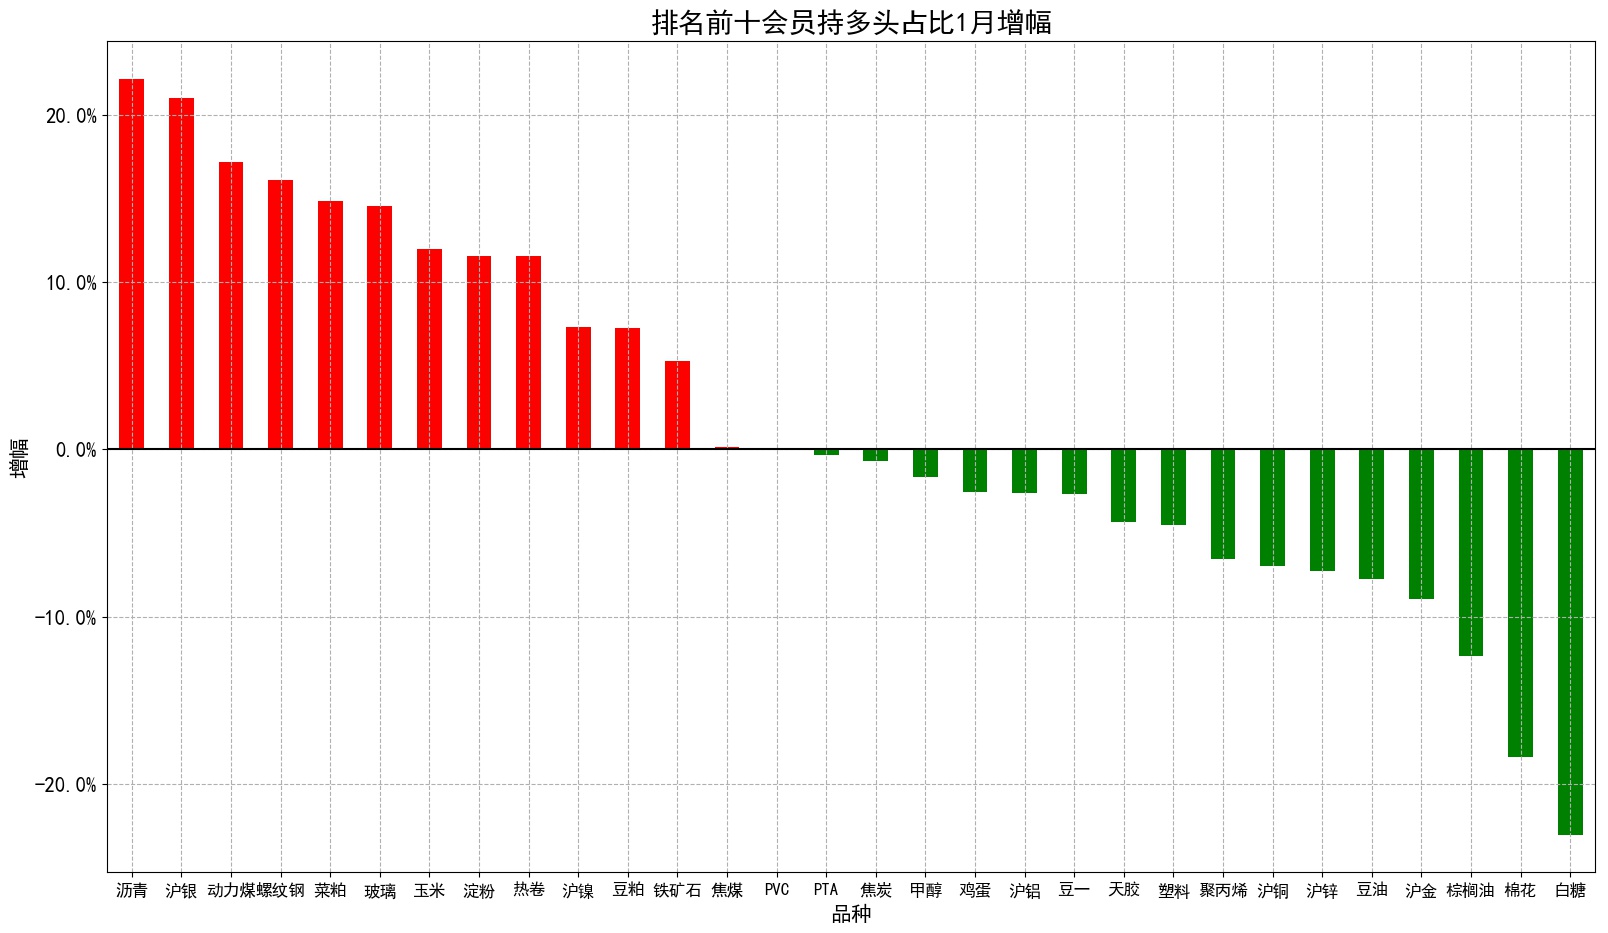 排名前十会员持多头占比1月增幅
20.0%
10.0%
0.0%
-10.0%
-20.0%
增幅
沥青 沪银 动力煤 螺纹钢 菜粕 玻璃 玉米 淀粉 热卷 沪镍 豆粕 铁矿石 焦煤 PVC PTA 焦炭 甲醇 鸡蛋 沪铝 豆一 天胶 塑料 聚丙烯 沪铜 沪锌 豆油 沪金 棕榈油 棉花 白糖
品种